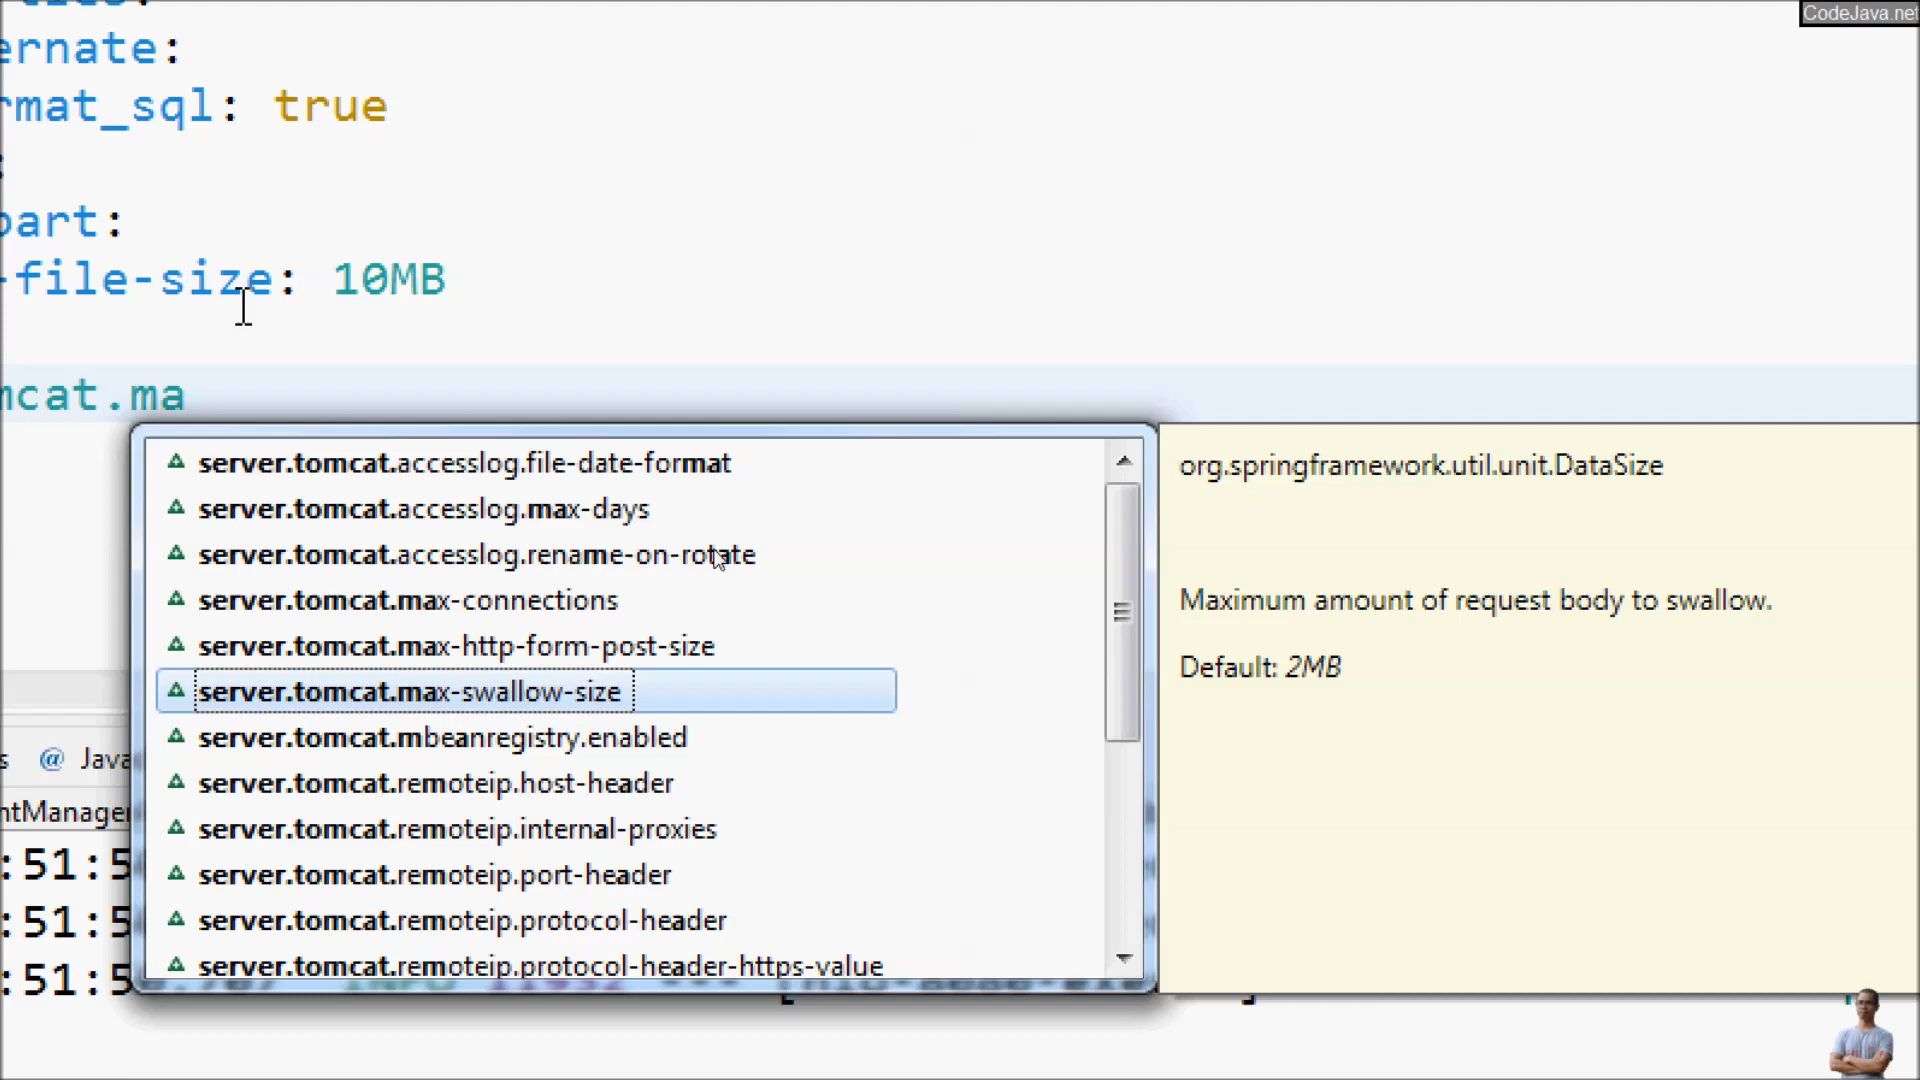 CodeJava.net
ernate:
rmat_sql: true
:
part:
-file-size: 10MB
mcat.ma
server.tomcat.accesslog.file-date-format
server.tomcat.accesslog.max-days
server.tomcat.accesslog.rename-on-rotate
server.tomcat.max-connections
server.tomcat.max-http-form-post-size
server.tomcat.max-swallow-size
server.tomcat.mbeanregistry.enabled
server.tomcat.remoteip.host-header
server.tomcat.remoteip.internal-proxies
server.tomcat.remoteip.port-header
server.tomcat.remoteip.protocol-header
server.tomcat.remoteip.protocol-header-https-value
org.springframework.util.unit.DataSize
Maximum amount of request body to swallow.
Default: 2MB
s @ Java
ntManager
:51:5
:51:5
:51:5